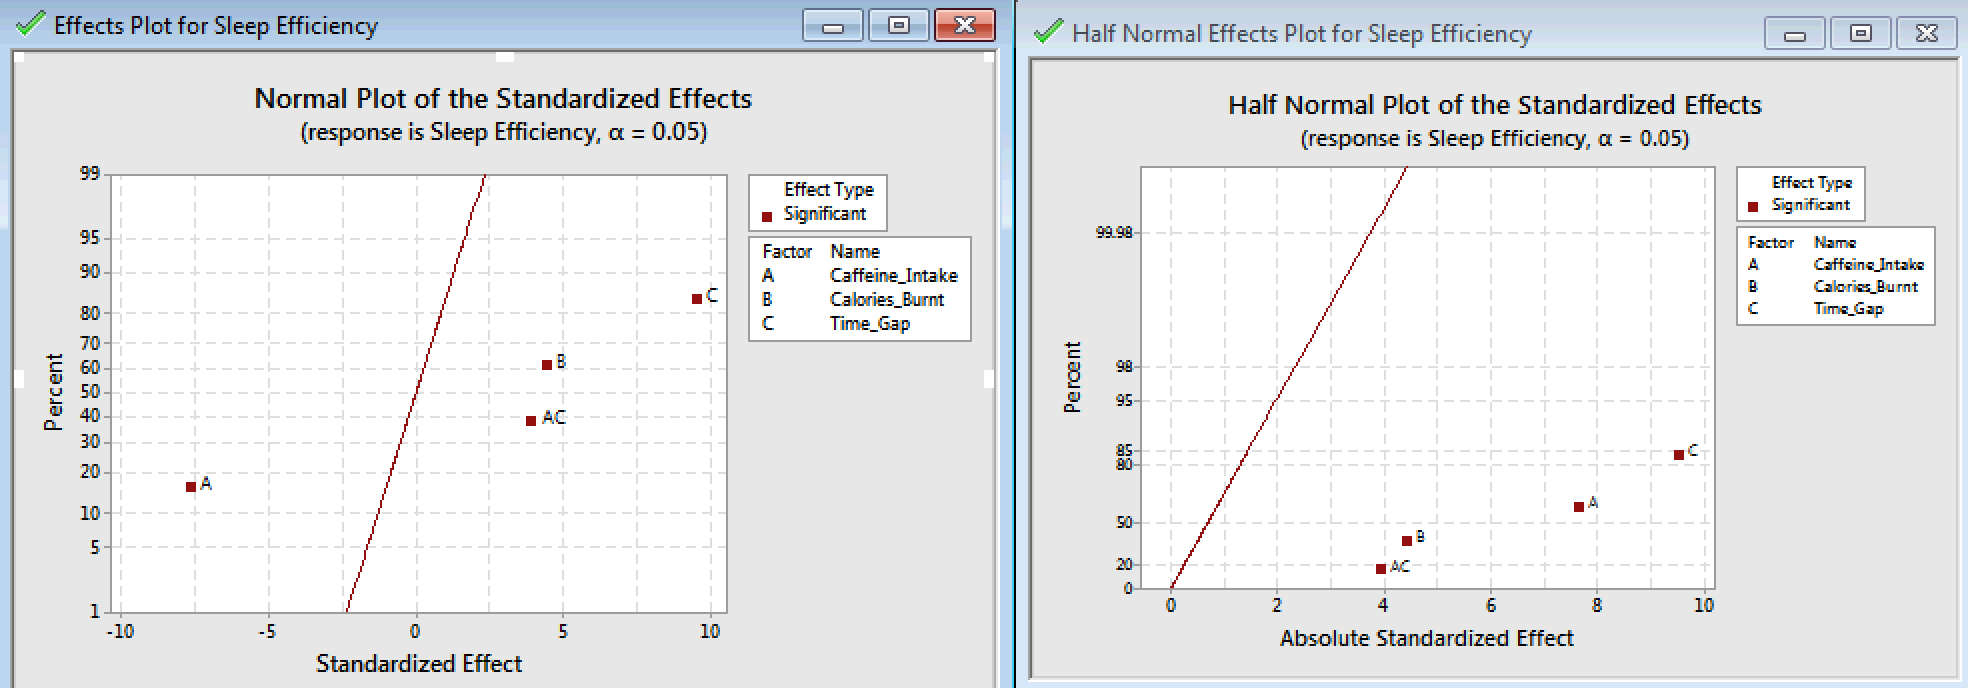 Effects Plot for Sleep Efficiency
Normal Plot of the Standardized Effects
(response is Sleep Efficiency, α = 0.05)
99
95
90
80
70
60
50
40
30
20
10
5
1
Percent
A
B
AC
C
-10 -5 0 5 10
Standardized Effect
Effect Type
Significant
Factor Name
A Caffeine_Intake
B Calories_Burnt
C Time_Gap
Half Normal Effects Plot for Sleep Efficiency
Half Normal Plot of the Standardized Effects
(response is Sleep Efficiency, α = 0.05)
99.98
98
95
85
80
50
20
0
Percent
C
A
B
AC
0 2 4 6 8 10
Absolute Standardized Effect
Effect Type
Significant
Factor Name
A Caffeine_Intake
B Calories_Burnt
C Time_Gap